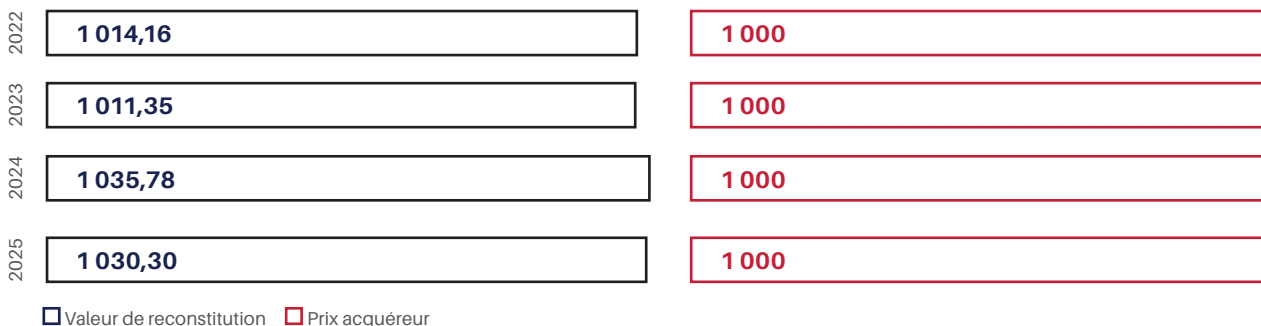 2022 1 014,16 1 000
2023 1 011,35 1 000
2024 1 035,78 1 000
2025 1 030,30 1 000
Valeur de reconstitution Prix acquéreur